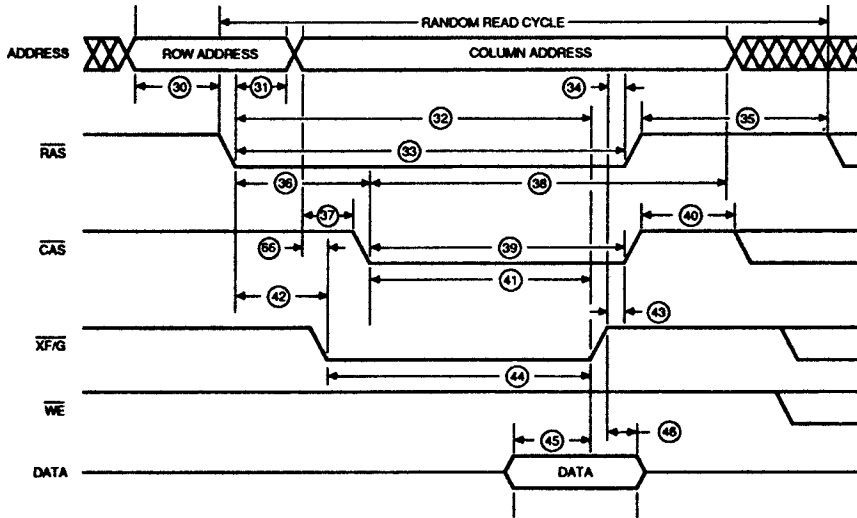 RANDOM READ CYCLE
ADDRESS ROW ADDRESS COLUMN ADDRESS
30 31 34
32 35
RAS 33
36 38
37 40
CAS 66 39
41
42 43
XF/G
44
WE
45 46
DATA DATA